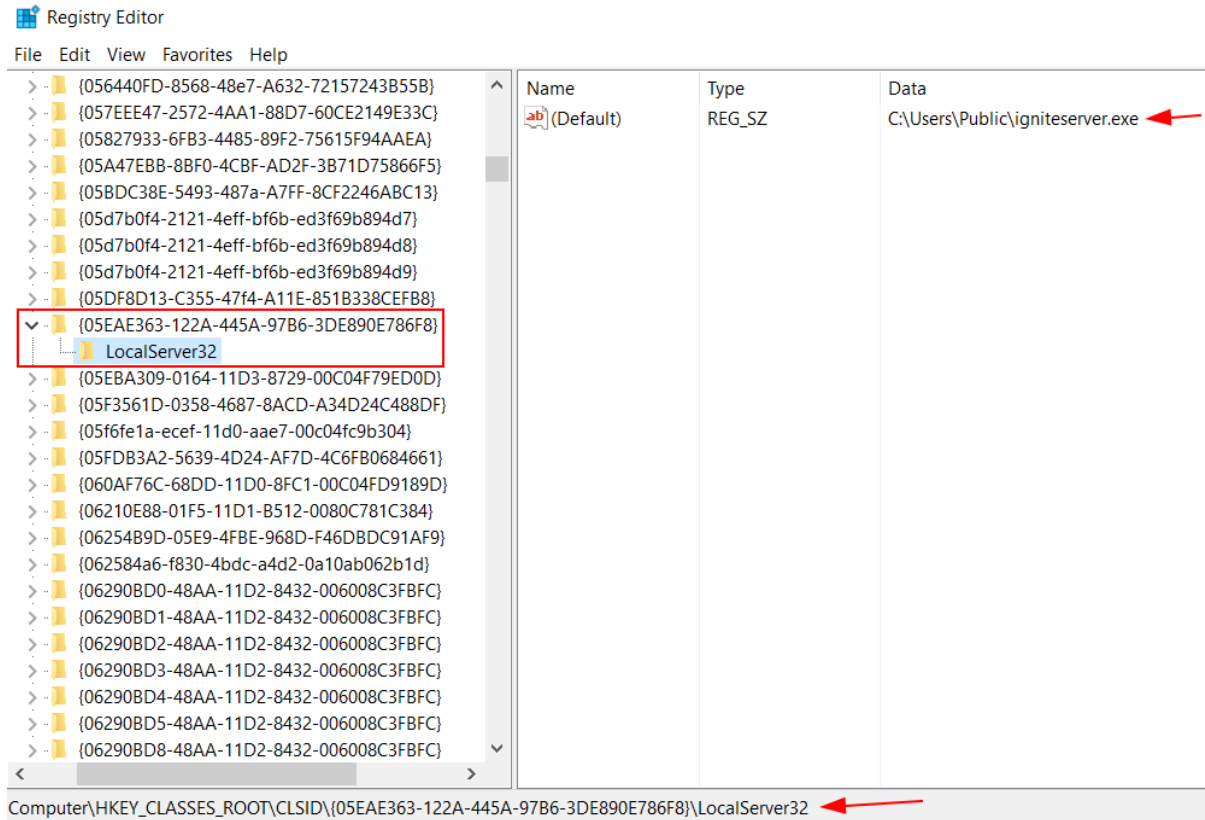 Registry Editor
File Edit View Favorites Help
{056440FD-8568-48e7-A632-72157243B55B}
{057EEE47-2572-4AA1-88D7-60CE2149E33C}
{05827933-6FB3-4485-89F2-75615F94AAEA}
{05A47EBB-8BF0-4CBF-AD2F-3B71D75866F5}
{05BDC38E-5493-487a-A7FF-8CF2246ABC13}
{05d7b0f4-2121-4eff-bf6b-ed3f69b894d7}
{05d7b0f4-2121-4eff-bf6b-ed3f69b894d8}
{05d7b0f4-2121-4eff-bf6b-ed3f69b894d9}
{05DF8D13-C355-47f4-A11E-851B338CEFB8}
{05EAE363-122A-445A-97B6-3DE890E786F8}
LocalServer32
{05EBA309-0164-11D3-8729-00C04F79ED0D}
{05F3561D-0358-4687-8ACD-A34D24C488DF}
{05f6fe1a-ecef-11d0-aae7-00c04fc9b304}
{05FDB3A2-5639-4D24-AF7D-4C6FB0684661}
{060AF76C-68DD-11D0-8FC1-00C04FD9189D}
{06210E88-01F5-11D1-B512-0080C781C384}
{06254B9D-05E9-4FBE-968D-F46DBDC91AF9}
{062584a6-f830-4bdc-a4d2-0a10ab062b1d}
{06290BD0-48AA-11D2-8432-006008C3FBFC}
{06290BD1-48AA-11D2-8432-006008C3FBFC}
{06290BD2-48AA-11D2-8432-006008C3FBFC}
{06290BD3-48AA-11D2-8432-006008C3FBFC}
{06290BD4-48AA-11D2-8432-006008C3FBFC}
{06290BD5-48AA-11D2-8432-006008C3FBFC}
{06290BD8-48AA-11D2-8432-006008C3FBFC}
Name Type Data
ab (Default) REG_SZ C:\Users\Public\igniteserver.exe
Computer\HKEY_CLASSES_ROOT\CLSID\{05EAE363-122A-445A-97B6-3DE890E786F8}\LocalServer32